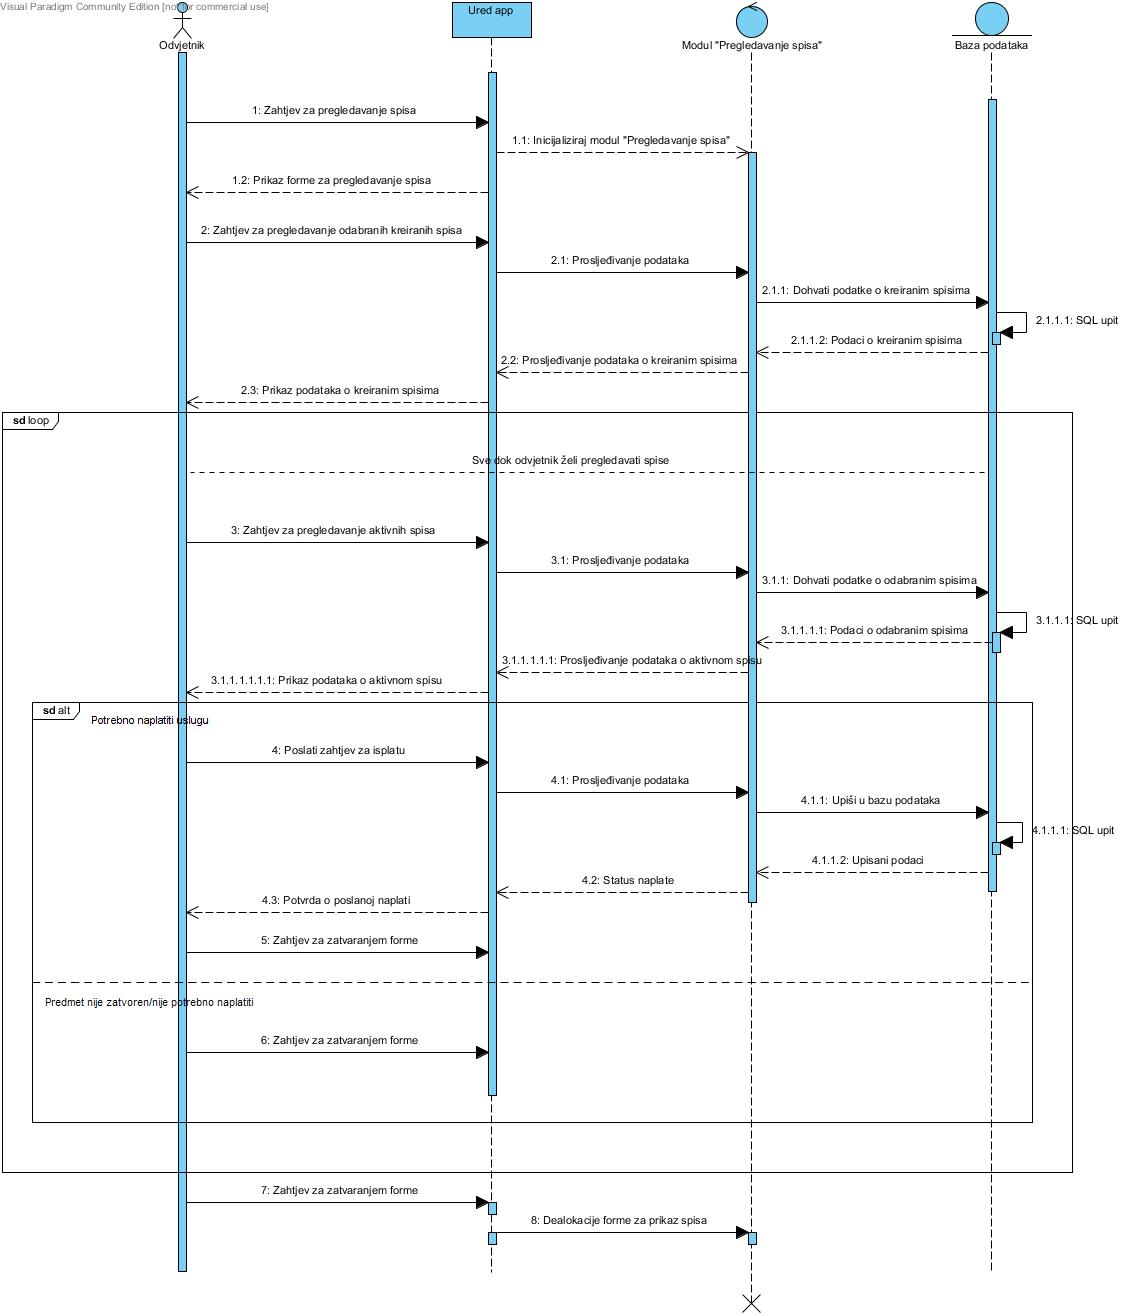 Visual Paradigm Community Edition [not for commercial use]
Ured app
Odvjetnik
Modul "Pregledavanje spisa"
Baza podataka
1: Zahtjev za pregledavanje spisa
1.1: Inicijaliziraj modul "Pregledavanje spisa"
1.2: Prikaz forme za pregledavanje spisa
2: Zahtjev za pregledavanje odabranih kreiranih spisa
2.1: Prosljeđivanje podataka
2.1.1: Dohvati podatke o kreiranim spisima
2.1.1.1: SQL upit
2.1.1.2: Podaci o kreiranim spisima
2.2: Prosljeđivanje podataka o kreiranim spisima
2.3: Prikaz podataka o kreiranim spisima
sd loop
Sve dok odvjetnik želi pregledavati spise
3: Zahtjev za pregledavanje aktivnih spisa
3.1: Prosljeđivanje podataka
3.1.1: Dohvati podatke o odabranim spisima
3.1.1.1: SQL upit
3.1.1.1.1: Podaci o odabranim spisima
3.1.1.1.1.1: Prosljeđivanje podataka o aktivnom spisu
3.1.1.1.1.1.1: Prikaz podataka o aktivnom spisu
sd alt
Potrebno naplatiti uslugu
4: Poslati zahtjev za isplatu
4.1: Prosljeđivanje podataka
4.1.1: Upiši u bazu podataka
4.1.1.1: SQL upit
4.1.1.2: Upisani podaci
4.2: Status naplate
4.3: Potvrda o poslanoj naplati
5: Zahtjev za zatvaranjem forme
Predmet nije zatvoren/nije potrebno naplatiti
6: Zahtjev za zatvaranjem forme
7: Zahtjev za zatvaranjem forme
8: Dealokacije forme za prikaz spisa